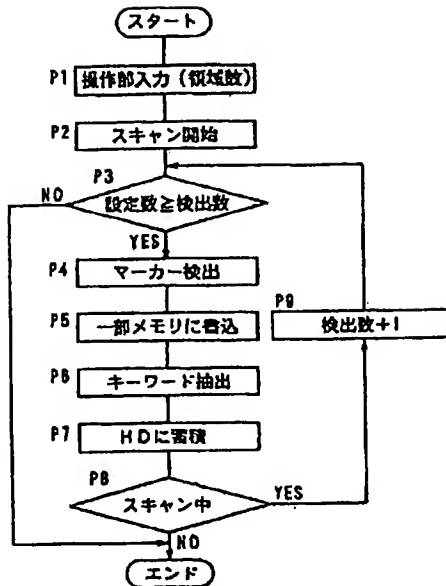 スタート
P1 操作部入力(領域数)
P2 スキャン開始
P3
NO 設定数≧検出数
YES
P4 マーカー検出
P9
P5 一部メモリに書込 検出数+1
P6 キーワード抽出
P7 HDに蓄積
P8
スキャン中 YES
NO
エンド